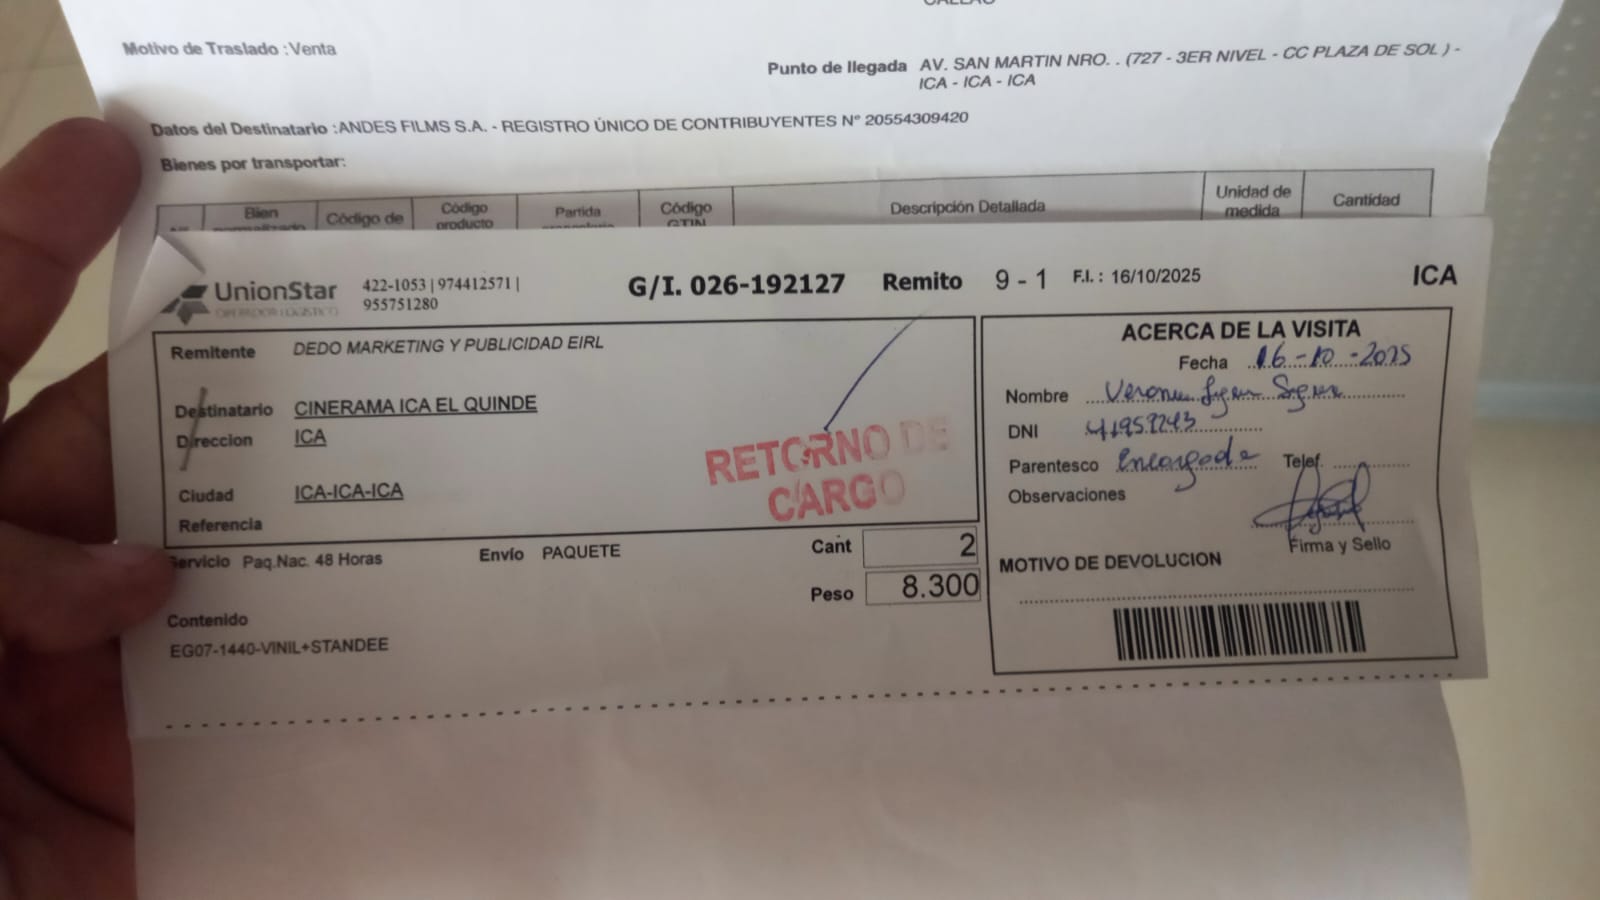 Motivo de Traslado : Venta
Punto de llegada AV. SAN MARTIN NRO. . (727 - 3ER NIVEL - CC PLAZA DE SOL ) -
ICA - ICA - ICA
Datos del Destinatario : ANDES FILMS S.A. - REGISTRO ÚNICO DE CONTRIBUYENTES N° 20554309420
Bienes por transportar:
Bien normalizado Código de Código producto Partida Código GTIN Descripción Detallada Unidad de medida Cantidad
UnionStar
OPERADOR LOGISTICO
422-1053 | 974412571 |
955751280
G/I. 026-192127 Remito 9 - 1 F.I. : 16/10/2025 ICA
Remitente DEDO MARKETING Y PUBLICIDAD EIRL
Destinatario CINERAMA ICA EL QUINDE
Direccion ICA
Ciudad ICA-ICA-ICA
Referencia
RETORNO DE
CARGO
Servicio Paq.Nac. 48 Horas Envío PAQUETE Cant 2
Peso 8.300
Contenido
EG07-1440-VINIL+STANDEE
ACERCA DE LA VISITA
Fecha 16-10-2025
Nombre
DNI
Parentesco Encargada Telef.
Observaciones
Firma y Sello
MOTIVO DE DEVOLUCION